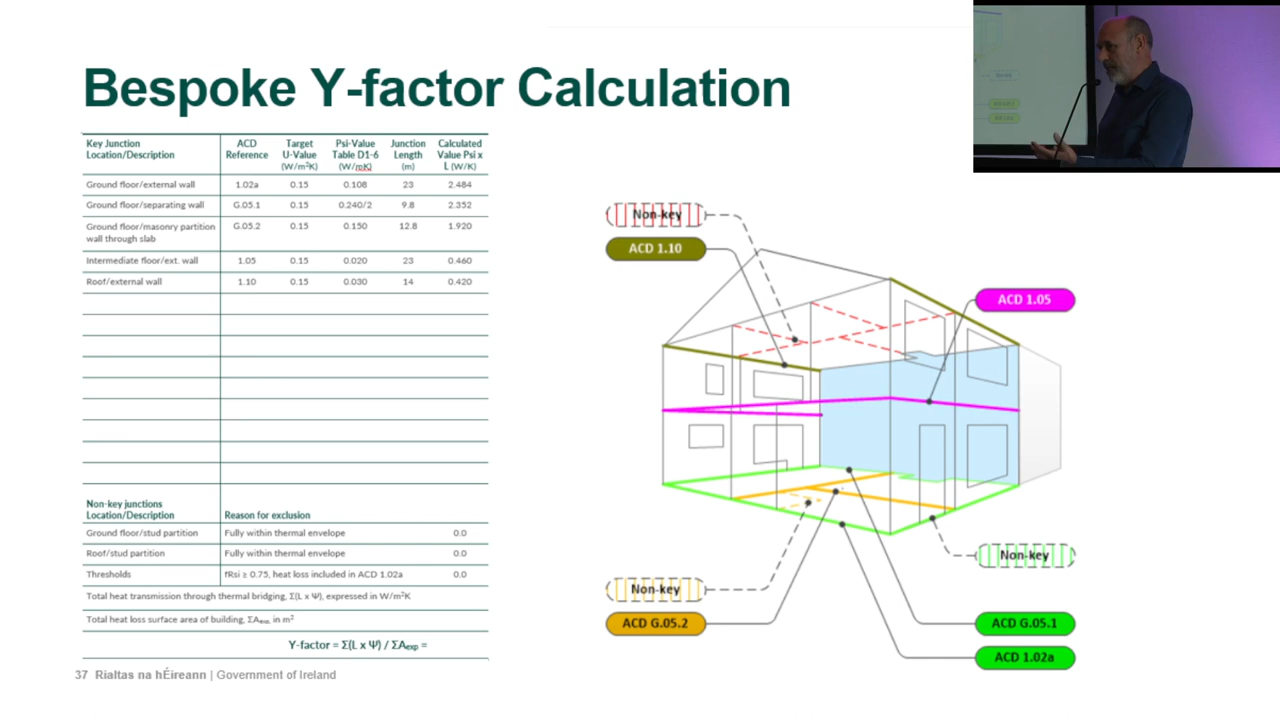 Bespoke Y-factor Calculation
Key Junction Location/Description | ACD Reference | Target U-Value (W/m²K) | Psi-Value Table D1-6 (W/mK) | Junction Length (m) | Calculated Value Psi x L (W/K)
Ground floor/external wall 1.02a 0.15 0.108 23 2.484
Ground floor/separating wall G.05.1 0.15 0.240/2 9.8 2.352
Ground floor/masonry partition wall through slab G.05.2 0.15 0.150 12.8 1.920
Intermediate floor/ext. wall 1.05 0.15 0.020 23 0.460
Roof/external wall 1.10 0.15 0.030 14 0.420
Non-key junctions Location/Description Reason for exclusion
Ground floor/stud partition Fully within thermal envelope 0.0
Roof/stud partition Fully within thermal envelope 0.0
Thresholds fRsi ≥ 0.75, heat loss included in ACD 1.02a 0.0
Total heat transmission through thermal bridging, Σ(L x Ψ), expressed in W/m²K
Total heat loss surface area of building, ΣAexp, in m²
Y-factor = Σ(L x Ψ) / ΣAexp =
Non-key
ACD 1.10
ACD 1.05
Non-key
Non-key
ACD G.05.2
ACD G.05.1
ACD 1.02a
37 Rialtas na hÉireann | Government of Ireland